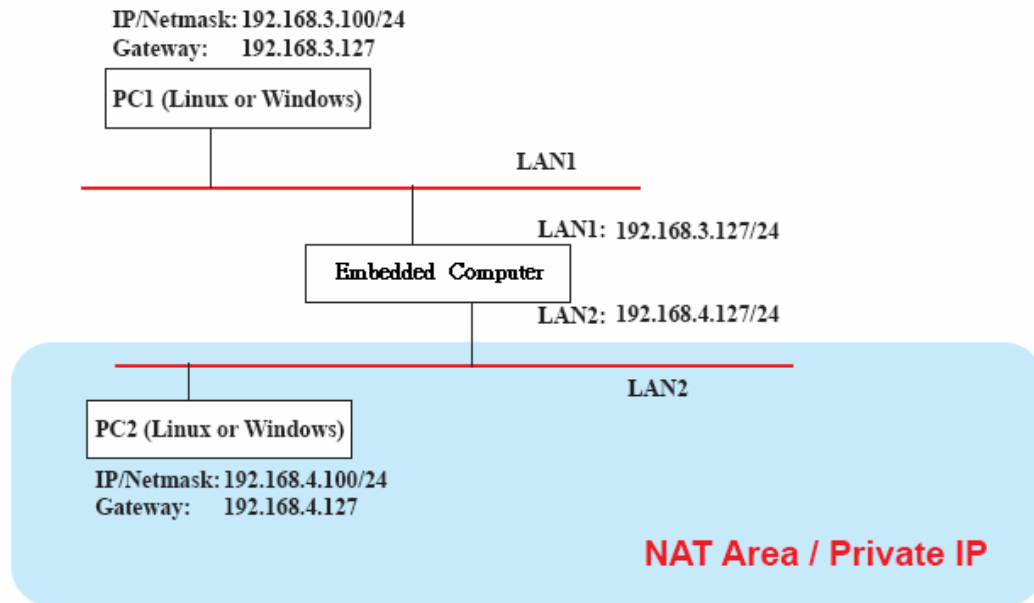 IP/Netmask: 192.168.3.100/24
Gateway: 192.168.3.127
PC1 (Linux or Windows)
LAN1
LAN1: 192.168.3.127/24
Embedded Computer
LAN2: 192.168.4.127/24
LAN2
PC2 (Linux or Windows)
IP/Netmask: 192.168.4.100/24
Gateway: 192.168.4.127
NAT Area / Private IP